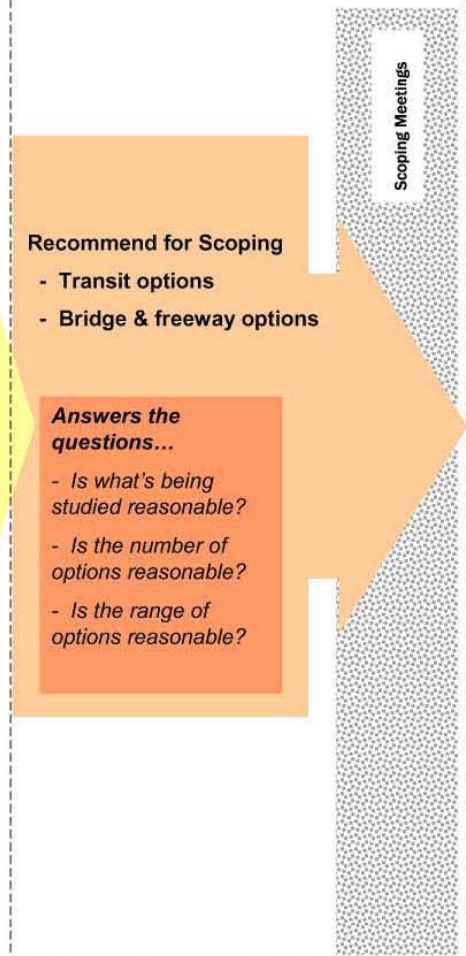 Scoping Meetings
Recommend for Scoping
- Transit options
- Bridge & freeway options
Answers the
questions…
- Is what's being
studied reasonable?
- Is the number of
options reasonable?
- Is the range of
options reasonable?